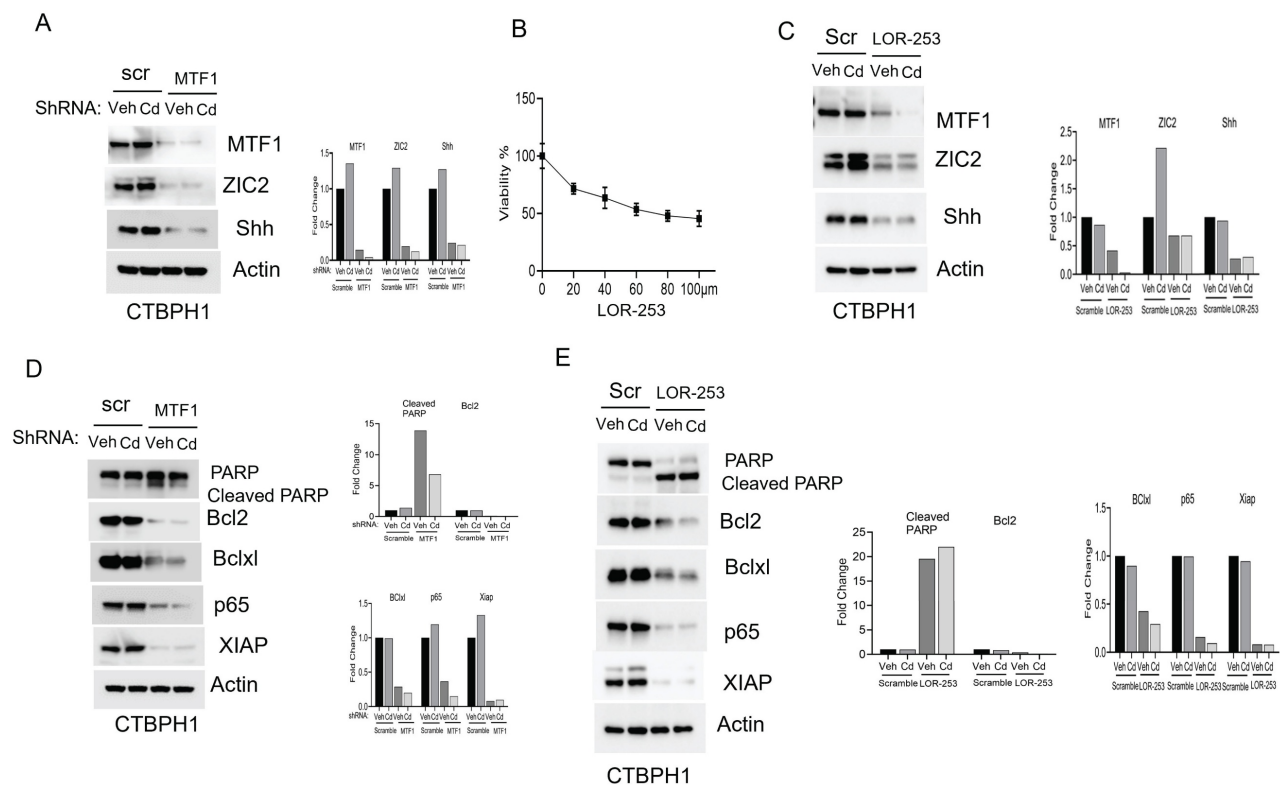 A
scr MTF1
ShRNA: Veh Cd Veh Cd
MTF1
ZIC2
Shh
Actin
CTBPH1
MTF1 ZIC2 Shh
Fold Change
1.5
1.0
0.5
0.0
shRNA: Veh Cd Veh Cd Veh Cd Veh Cd Veh Cd Veh Cd
Scramble MTF1 Scramble MTF1 Scramble MTF1
B
Viability %
150
100
50
0
0 20 40 60 80 100µm
LOR-253
C
Scr LOR-253
Veh Cd Veh Cd
MTF1
ZIC2
Shh
Actin
CTBPH1
MTF1 ZIC2 Shh
Fold Change
2.5
2.0
1.5
1.0
0.5
0.0
Veh Cd Veh Cd Veh Cd Veh Cd Veh Cd Veh Cd
Scramble LOR-253 Scramble LOR-253 Scramble LOR-253
D
scr MTF1
ShRNA: Veh Cd Veh Cd
PARP
Cleaved PARP
Bcl2
Bclxl
p65
XIAP
Actin
CTBPH1
Cleaved
PARP
Bcl2
Fold Change
15
10
5
0
shRNA: Veh Cd Veh Cd Veh Cd Veh Cd
Scramble MTF1 Scramble MTF1
BClxl p65 Xiap
Fold Change
1.5
1.0
0.5
0.0
shRNA: Veh Cd Veh Cd Veh Cd Veh Cd Veh Cd Veh Cd
Scramble MTF1 Scramble MTF1 Scramble MTF1
E
Scr LOR-253
Veh Cd Veh Cd
PARP
Cleaved PARP
Bcl2
Bclxl
p65
XIAP
Actin
CTBPH1
Cleaved
PARP
Bcl2
Fold Change
25
20
15
10
5
0
Veh Cd Veh Cd Veh Cd Veh Cd
Scramble LOR-253 Scramble LOR-253
BClxl p65 Xiap
Fold Change
1.5
1.0
0.5
0.0
Veh Cd Veh Cd Veh Cd Veh Cd Veh Cd Veh Cd
Scramble LOR-253 Scramble LOR-253 Scramble LOR-253